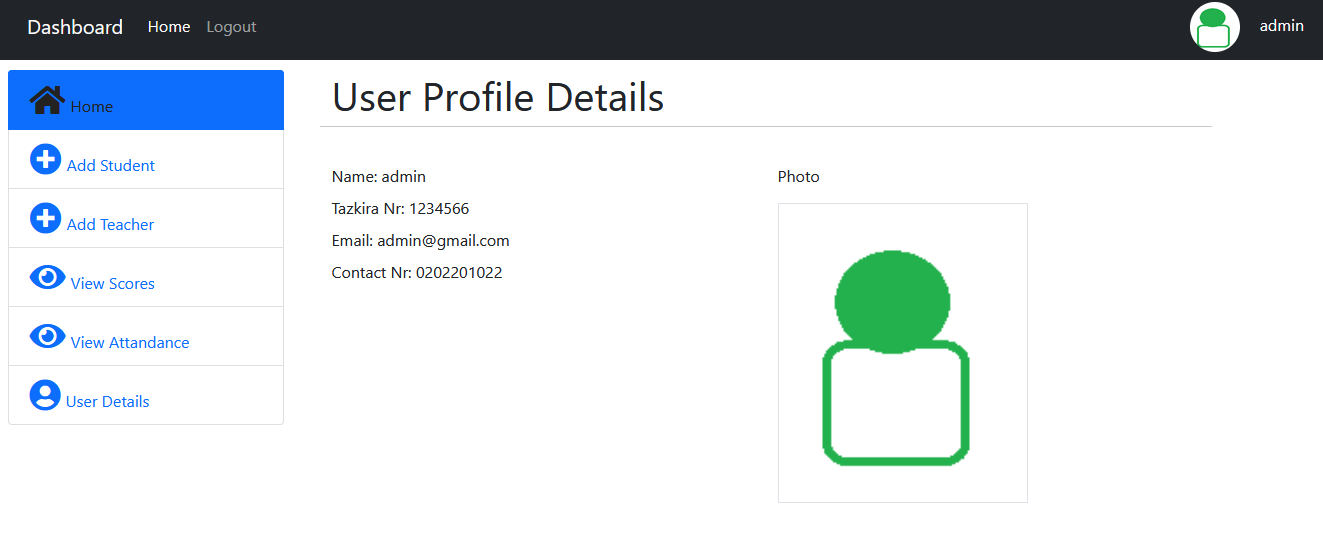 Dashboard Home Logout admin
Home
Add Student
Add Teacher
View Scores
View Attandance
User Details
User Profile Details
Name: admin
Tazkira Nr: 1234566
Email: admin@gmail.com
Contact Nr: 0202201022
Photo